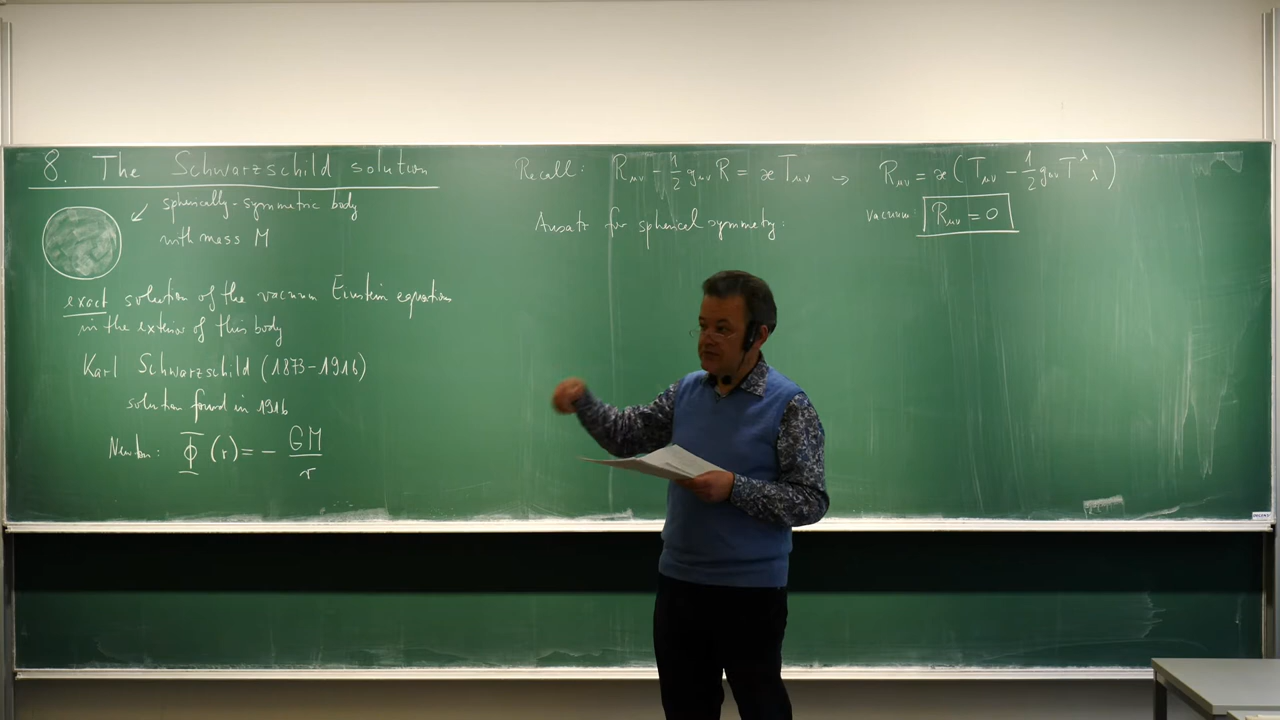 8. The Schwarzschild solution
spherically-symmetric body
with mass M
exact solution of the vacuum Einstein equation
in the exterior of this body
Karl Schwarzschild (1873-1916)
solution found in 1916
Newton: Φ(r) = - GM/r
Recall: Rμν - 1/2 gμν R = ϰ Tμν → Rμν = ϰ(Tμν - 1/2 gμν T^λ_λ)
vacuum: Rμν = 0
Ansatz for spherical symmetry: